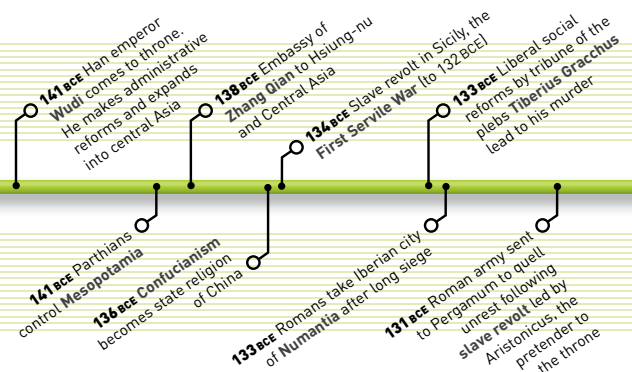 141 BCE Han emperor
Wudi comes to throne.
He makes administrative
reforms and expands
into central Asia
138 BCE Embassy of
Zhang Qian to Hsiung-nu
and Central Asia
134 BCE Slave revolt in Sicily, the
First Servile War (to 132 BCE)
133 BCE Liberal social
reforms by tribune of the
plebs Tiberius Gracchus
lead to his murder
141 BCE Parthians
control Mesopotamia
136 BCE Confucianism
becomes state religion
of China
133 BCE Romans take Iberian city
of Numantia after long siege
131 BCE Roman army sent
to Pergamum to quell
unrest following
slave revolt led by
Aristonicus, the
pretender to
the throne